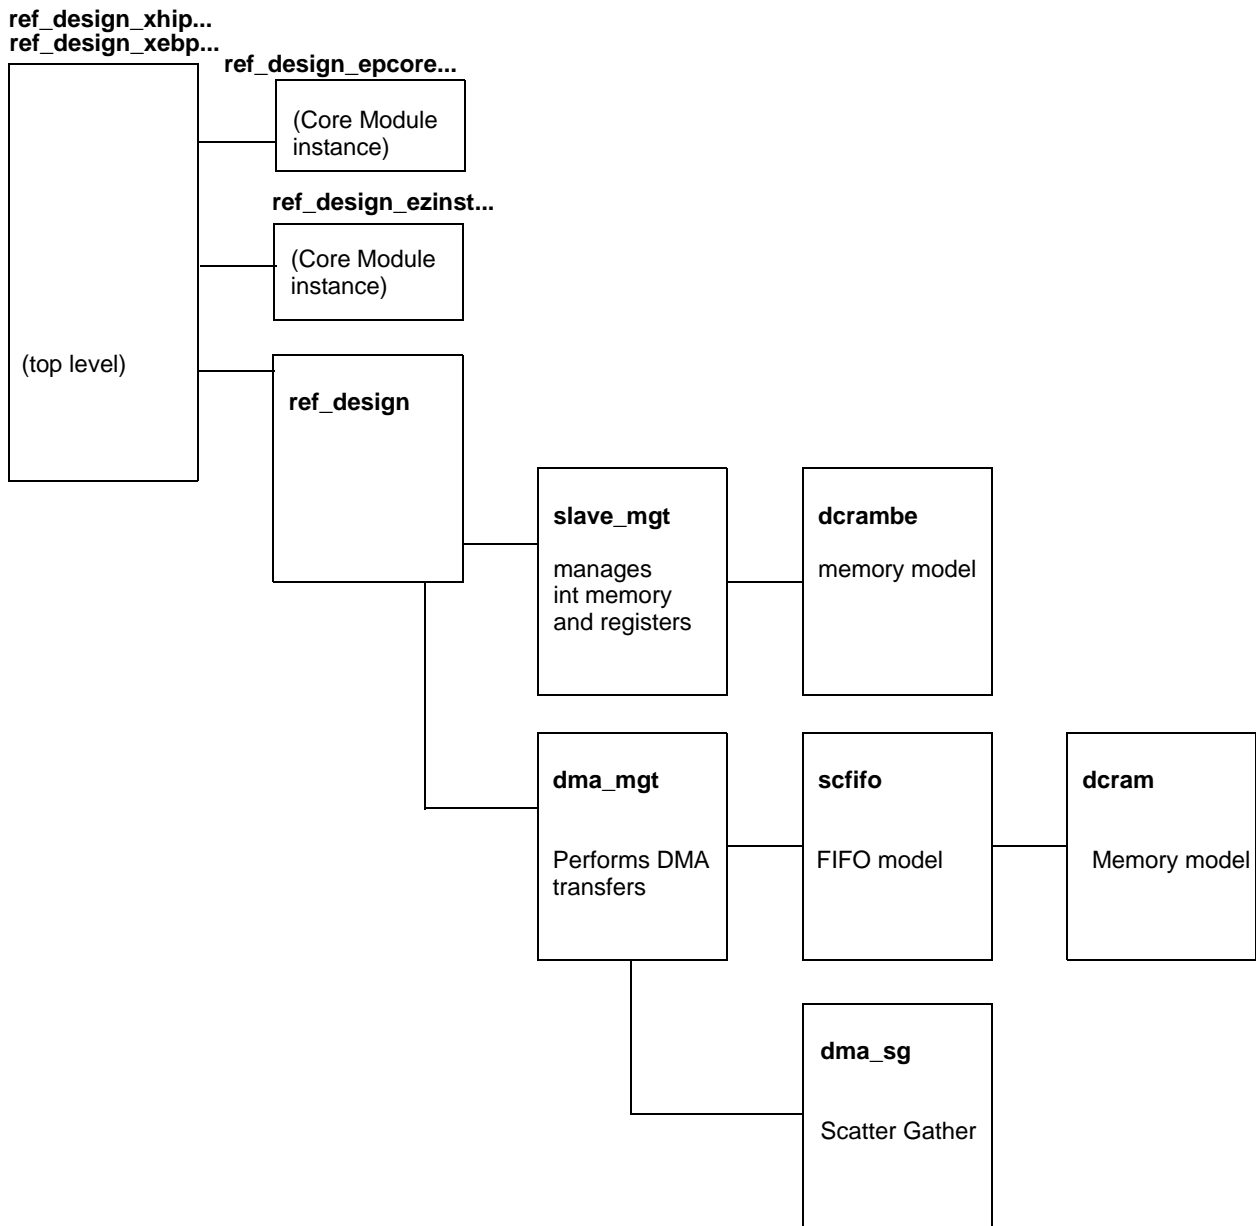 ref_design_xhip...
ref_design_xebp...
ref_design_epcore...
(Core Module
instance)
ref_design_ezinst...
(Core Module
instance)
(top level)
ref_design
slave_mgt
manages
int memory
and registers
dcrambe
memory model
dma_mgt
Performs DMA
transfers
scfifo
FIFO model
dcram
Memory model
dma_sg
Scatter Gather